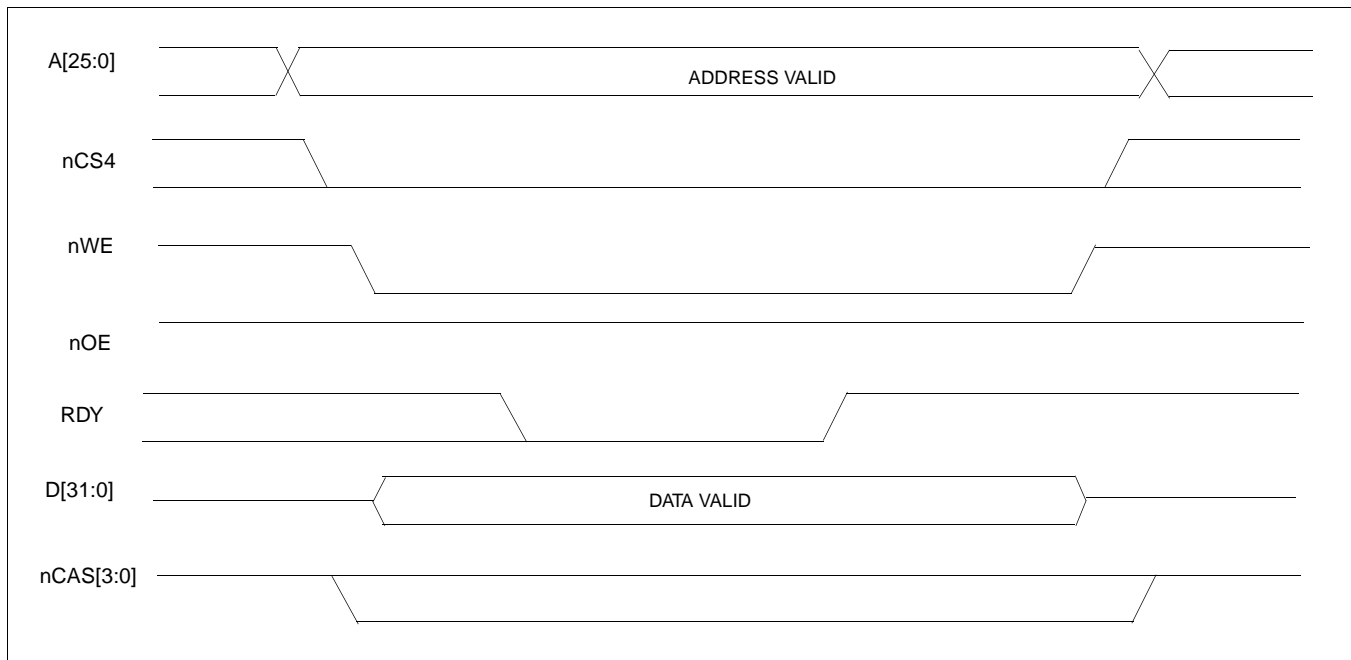 A[25:0]
ADDRESS VALID
nCS4
nWE
nOE
RDY
D[31:0]
DATA VALID
nCAS[3:0]